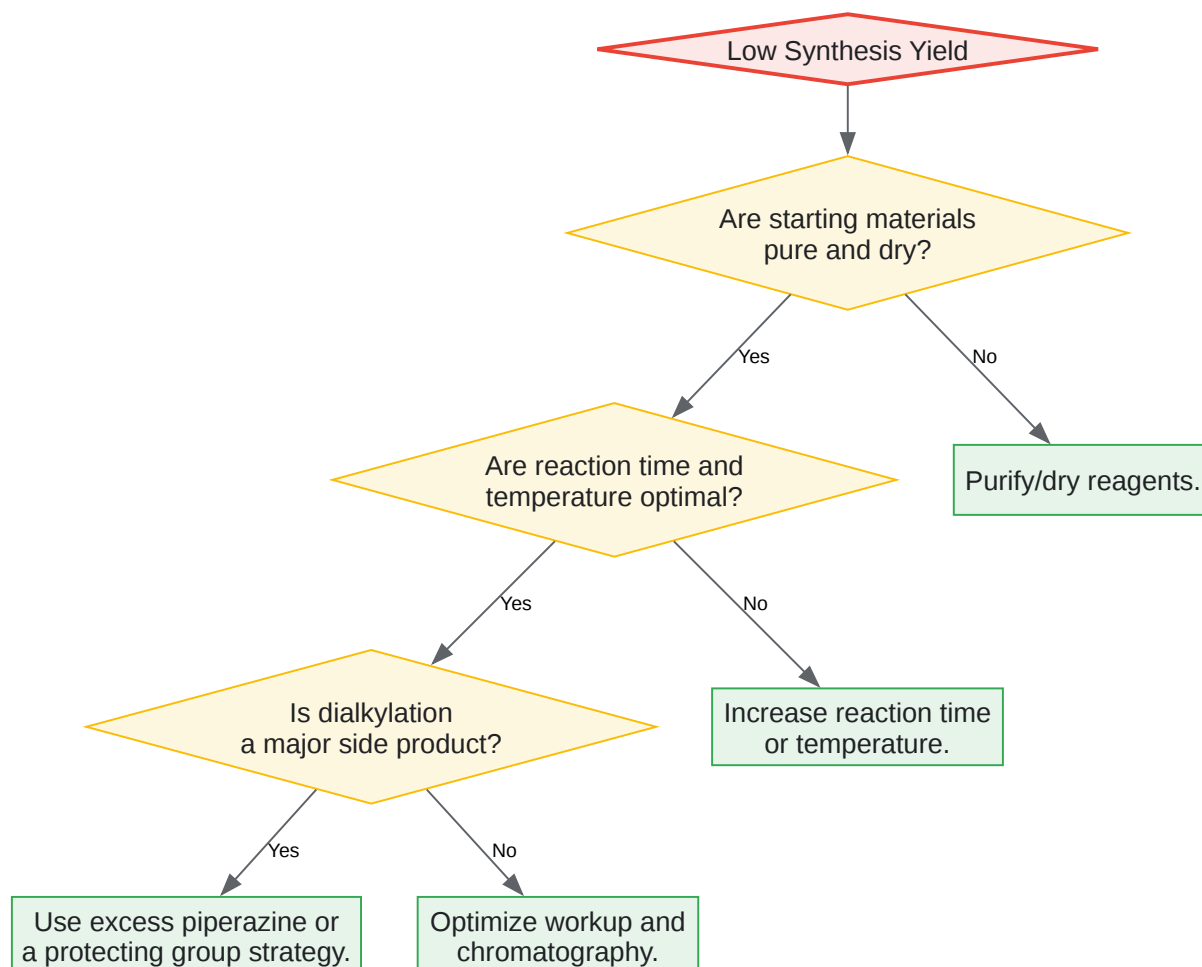 Low Synthesis Yield
Are starting materials
pure and dry?
Yes
No
Are reaction time and
temperature optimal?
Purify/dry reagents.
Yes
No
Is dialkylation
a major side product?
Increase reaction time
or temperature.
Yes
No
Use excess piperazine or
a protecting group strategy.
Optimize workup and
chromatography.